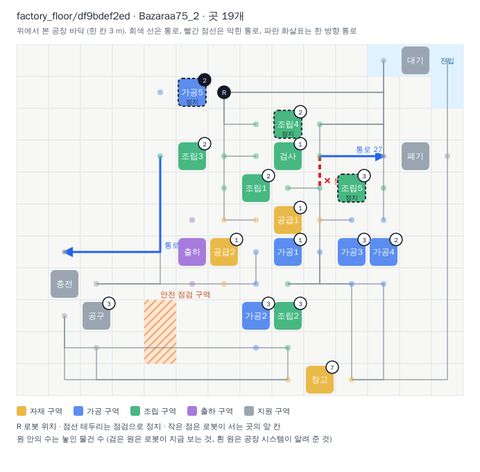 factory_floor/df9bdef2ed · Bazaraa75_2 · 곳 19개
위에서 본 공장 바닥 (한 칸 3 m). 회색 선은 통로, 빨간 점선은 막힌 통로, 파란 화살표는 한 방향 통로
대기
진입
2
가공5
정지
R
2
조립4
정지
2
조립3
1
검사
통로 27
폐기
2
조립1
3
조립5
정지
1
공급1
출하
1
공급2
1
가공1
3
가공3
2
가공4
통로
충전
안전 점검 구역
3
공구
3
가공2
3
조립2
7
창고
자재 구역
가공 구역
조립 구역
출하 구역
지원 구역
R 로봇 위치 · 점선 테두리는 점검으로 정지 · 작은 점은 로봇이 서는 곳의 앞 칸
원 안의 수는 놓인 물건 수 (검은 원은 로봇이 지금 보는 것, 흰 원은 공장 시스템이 알려 준 것)